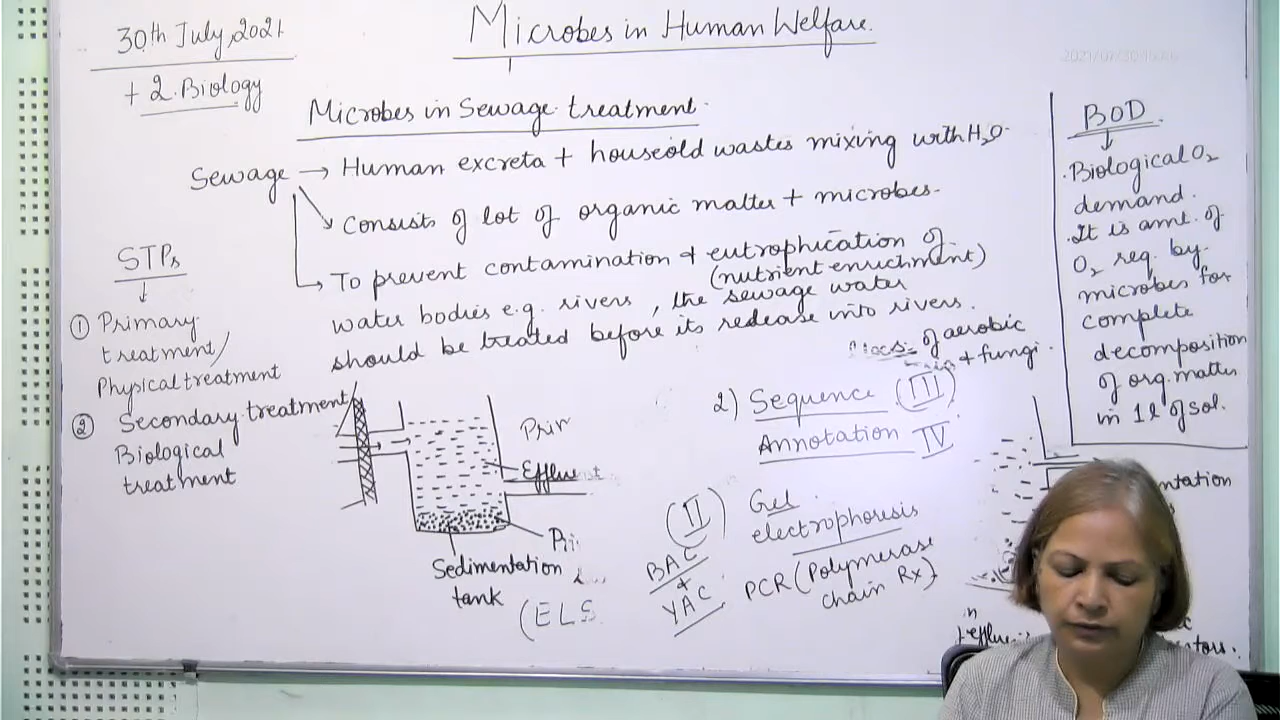 30th July, 2021
+ 2 Biology
Microbes in Human Welfare.
Microbes in Sewage treatment.
Sewage → Human excreta + houseold wastes mixing with H2O.
Consists of lot of organic matter + microbes.
To prevent contamination & eutrophication of
(nutrient enrichment)
water bodies e.g. rivers, the sewage water
should be treated before its redease into rivers.
STPs
① Primary
treatment/
Physical treatment
② Secondary treatment
Biological
treatment
Effluent
Sedimentation
tank
2) Sequence (III)
Annotation IV
(II) Gel
electrophoresis
BAC
+
YAC
PCR (Polymerase
chain Rx)
of aerobic
+ fungi.
BOD
Biological O2
demand.
It is amt. of
O2 req. by
microbes for
complete
decomposition
of org. matter
in 1 l of sol.